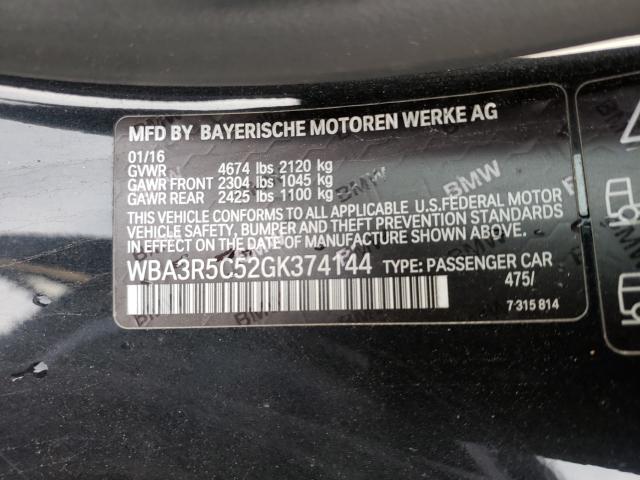 MFD BY BAYERISCHE MOTOREN WERKE AG
01/16
GVWR 4674 lbs 2120 kg
GAWR FRONT 2304 lbs 1045 kg
GAWR REAR 2425 lbs 1100 kg
THIS VEHICLE CONFORMS TO ALL APPLICABLE U.S.FEDERAL MOTOR
VEHICLE SAFETY, BUMPER, AND THEFT PREVENTION STANDARDS
IN EFFECT ON THE DATE OF MANUFACTURE SHOWN ABOVE.
WBA3R5C52GK374144 TYPE: PASSENGER CAR
475/
7 315 814